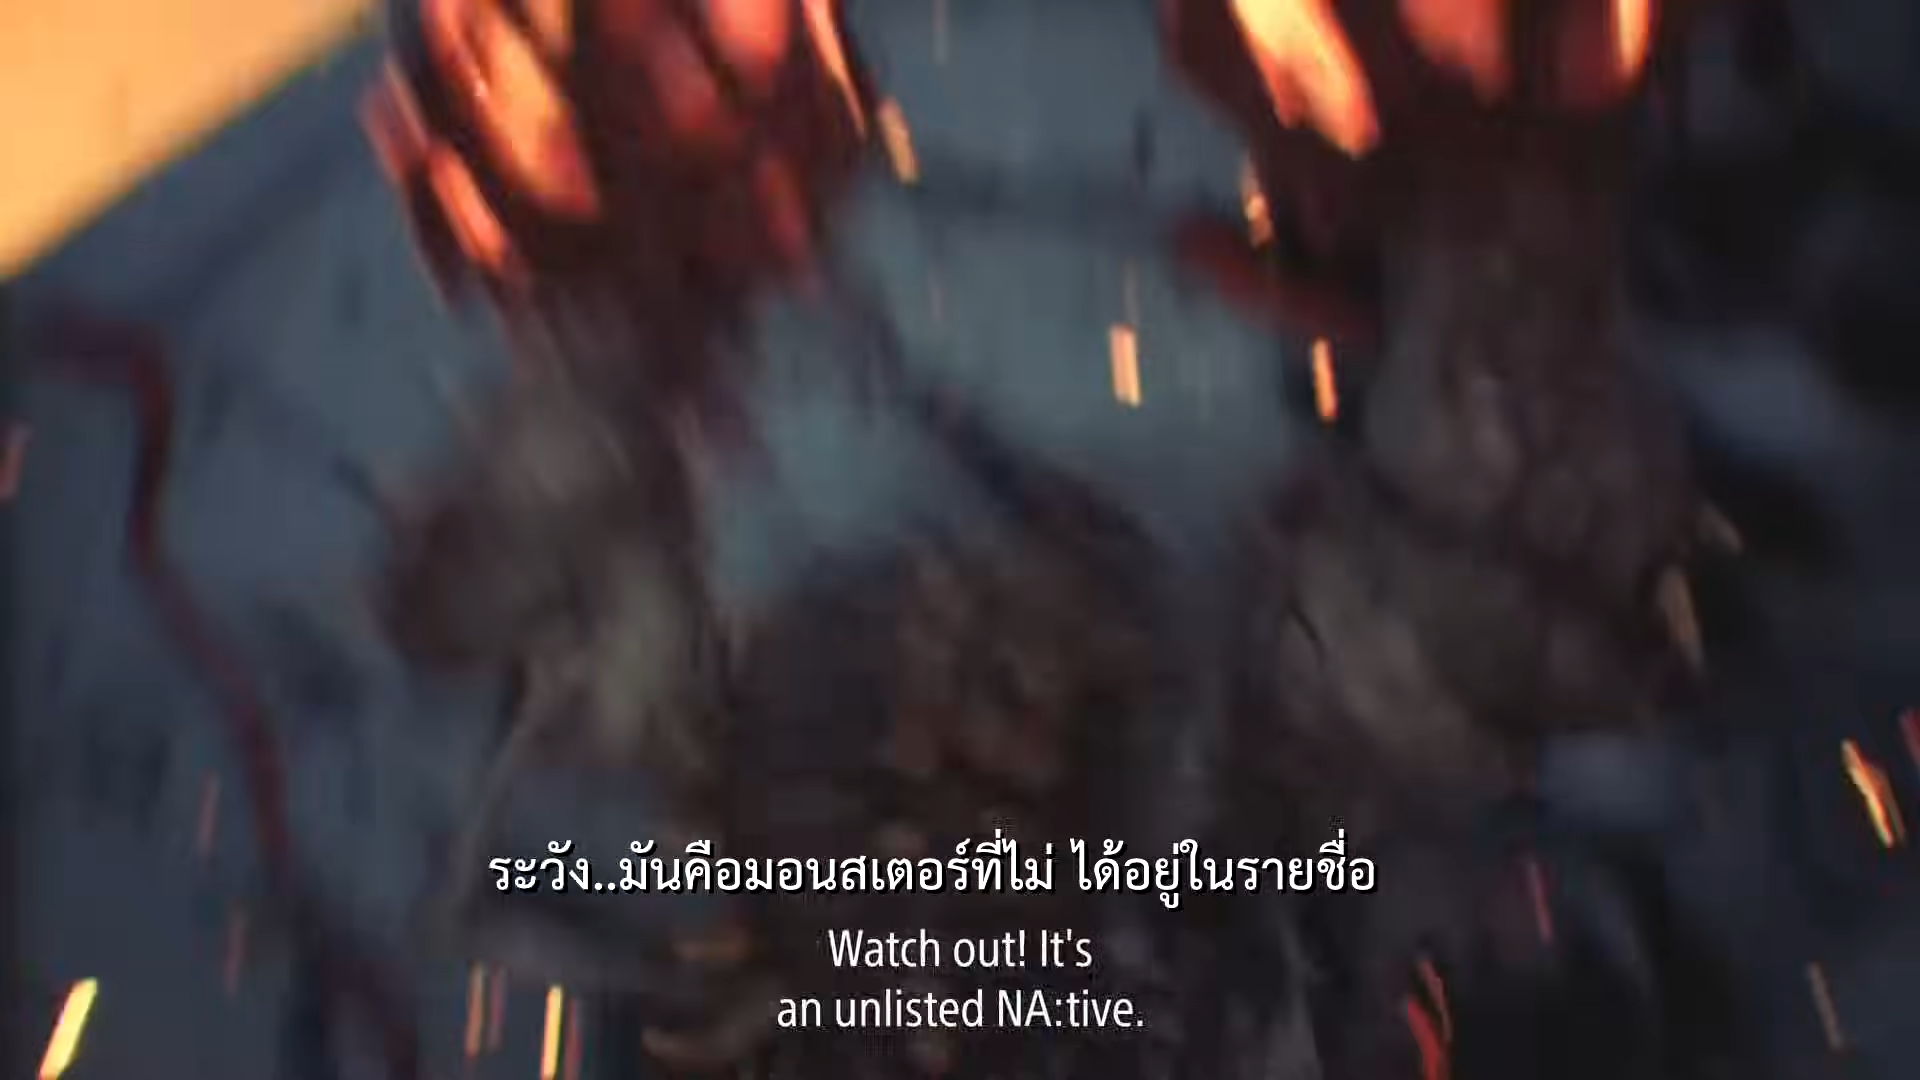 ระวัง..มันคือมอนสเตอร์ที่ไม่ ได้อยู่ในรายชื่อ
Watch out! It's
an unlisted NA:tive.